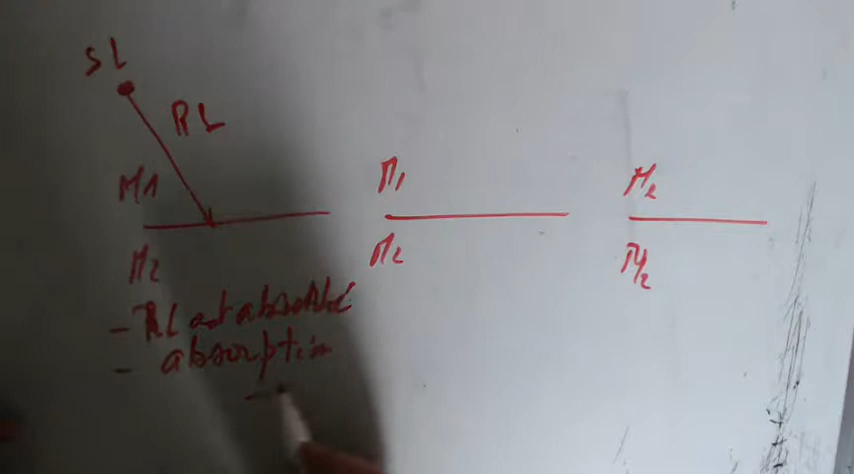 SL
RL
M1
M2
- RL est absorbé
- absorption
M1
M2
M2
M2